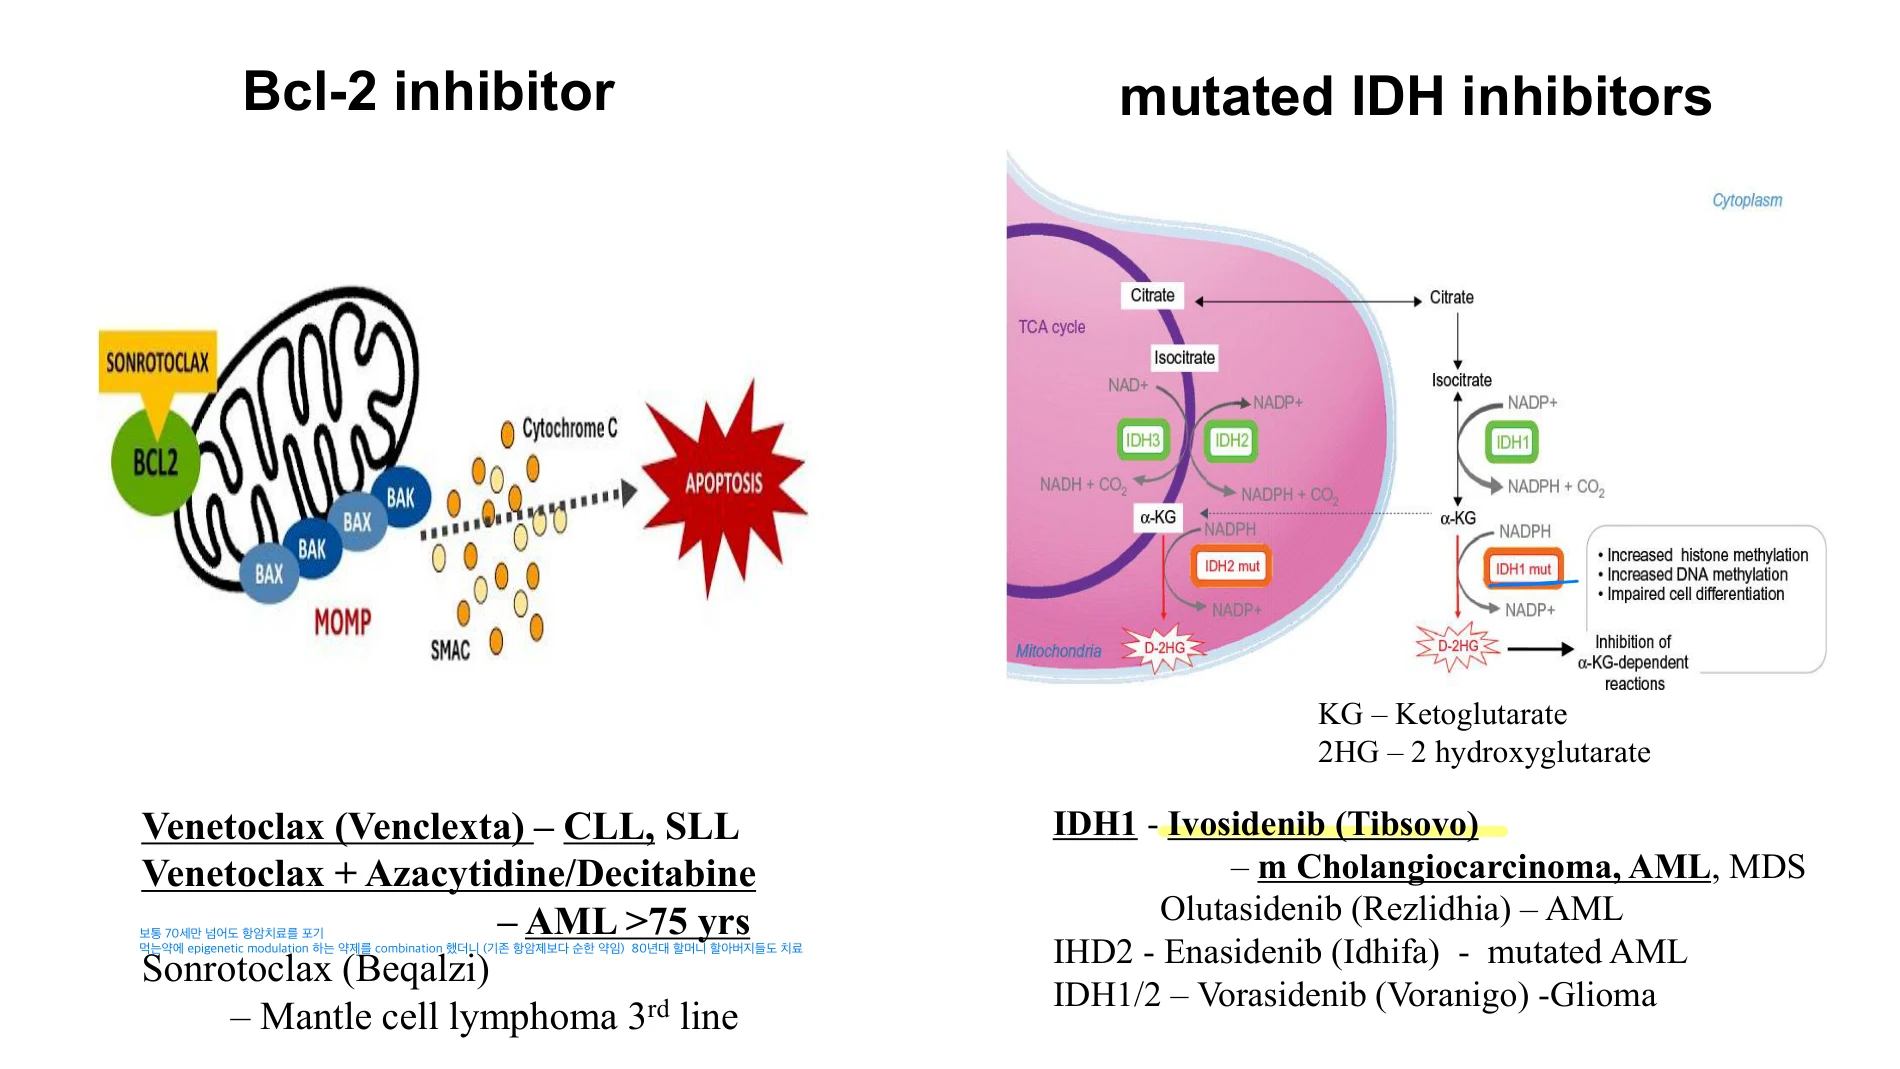 Bcl-2 inhibitor
SONROTOCLAX
BCL2
BAX
BAK
BAX
BAK
MOMP
Cytochrome C
SMAC
APOPTOSIS
Venetoclax (Venclexta) – CLL, SLL
Venetoclax + Azacytidine/Decitabine
– AML >75 yrs
보통 70세만 넘어도 항암치료를 포기
먹는약에 epigenetic modulation 하는 약제를 combination 했더니 (기존 항암제보다 순한 약임) 80년대 할머니 할아버지들도 치료
Sonrotoclax (Beqalzi)
– Mantle cell lymphoma 3rd line
mutated IDH inhibitors
Cytoplasm
Citrate
Citrate
TCA cycle
Isocitrate
Isocitrate
NAD+
NADP+
NADP+
IDH3
IDH2
IDH1
NADH + CO2
NADPH + CO2
NADPH + CO2
α-KG
α-KG
NADPH
NADPH
IDH2 mut
IDH1 mut
NADP+
NADP+
Mitochondria
D-2HG
D-2HG
• Increased histone methylation
• Increased DNA methylation
• Impaired cell differentiation
Inhibition of
α-KG-dependent
reactions
KG – Ketoglutarate
2HG – 2 hydroxyglutarate
IDH1 - Ivosidenib (Tibsovo)
– m Cholangiocarcinoma, AML, MDS
Olutasidenib (Rezlidhia) – AML
IHD2 - Enasidenib (Idhifa) - mutated AML
IDH1/2 – Vorasidenib (Voranigo) -Glioma